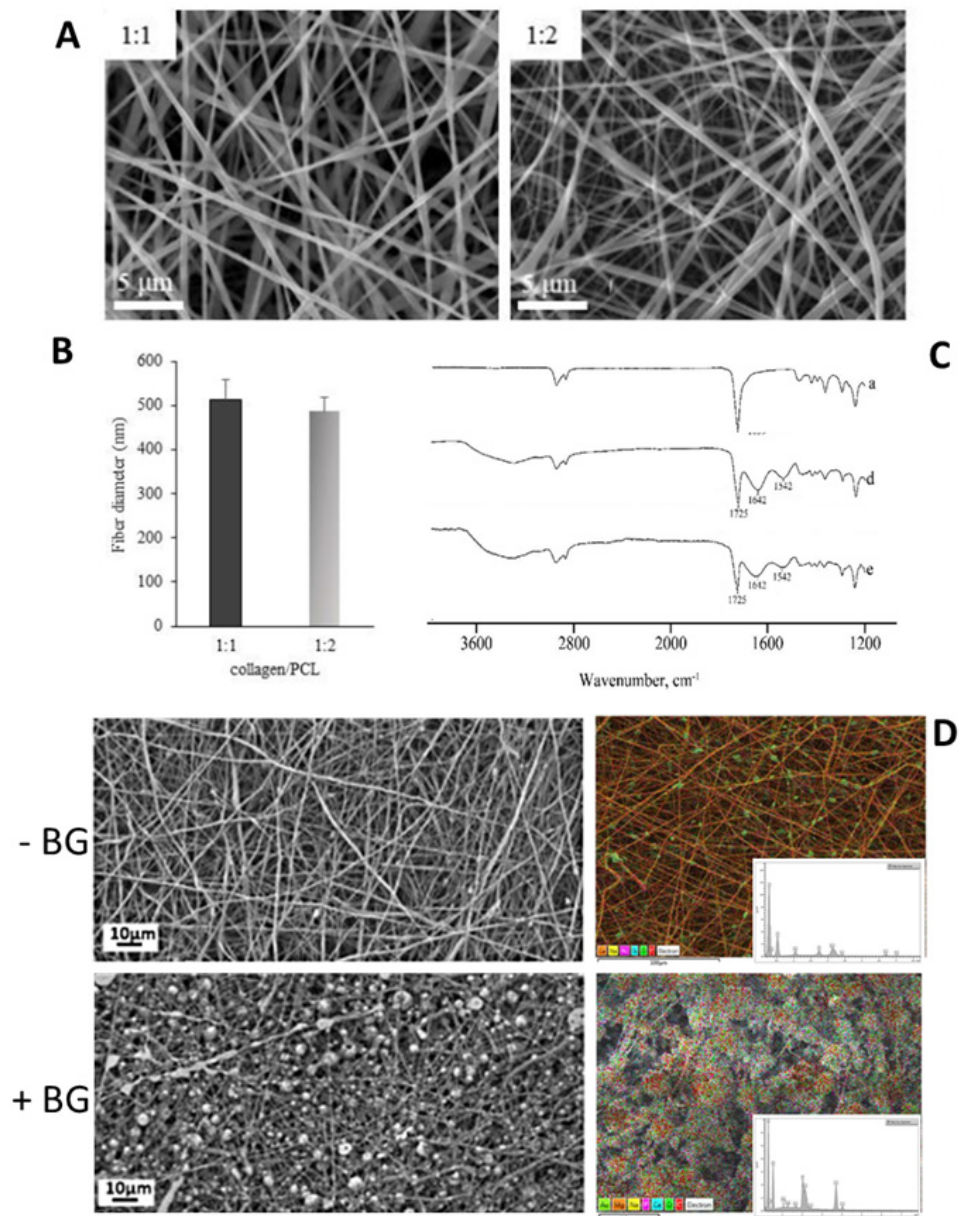 A
1:1
1:2
5 μm
5 μm
B
C
600
500
400
300
200
100
0
Fiber diameter (nm)
1:1
1:2
collagen/PCL
a
d
1725
1642
1542
e
1725
1642
1542
3600
2800
2000
1600
1200
Wavenumber, cm-1
D
- BG
10μm
Electron
+ BG
10μm
Electron